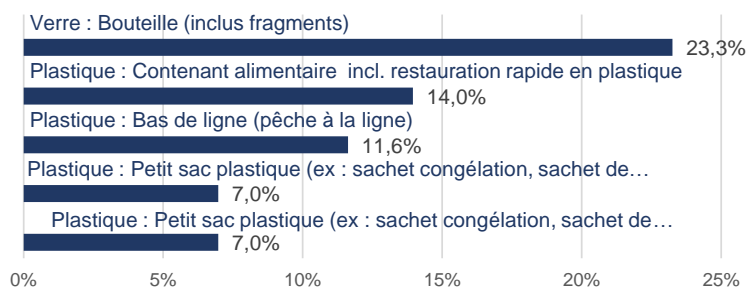 Verre : Bouteille (inclus fragments)
23,3%
Plastique : Contenant alimentaire  incl. restauration rapide en plastique
14,0%
Plastique : Bas de ligne (pêche à la ligne)
11,6%
Plastique : Petit sac plastique (ex : sachet congélation, sachet de…
7,0%
Plastique : Petit sac plastique (ex : sachet congélation, sachet de…
7,0%
0% 5% 10% 15% 20% 25%